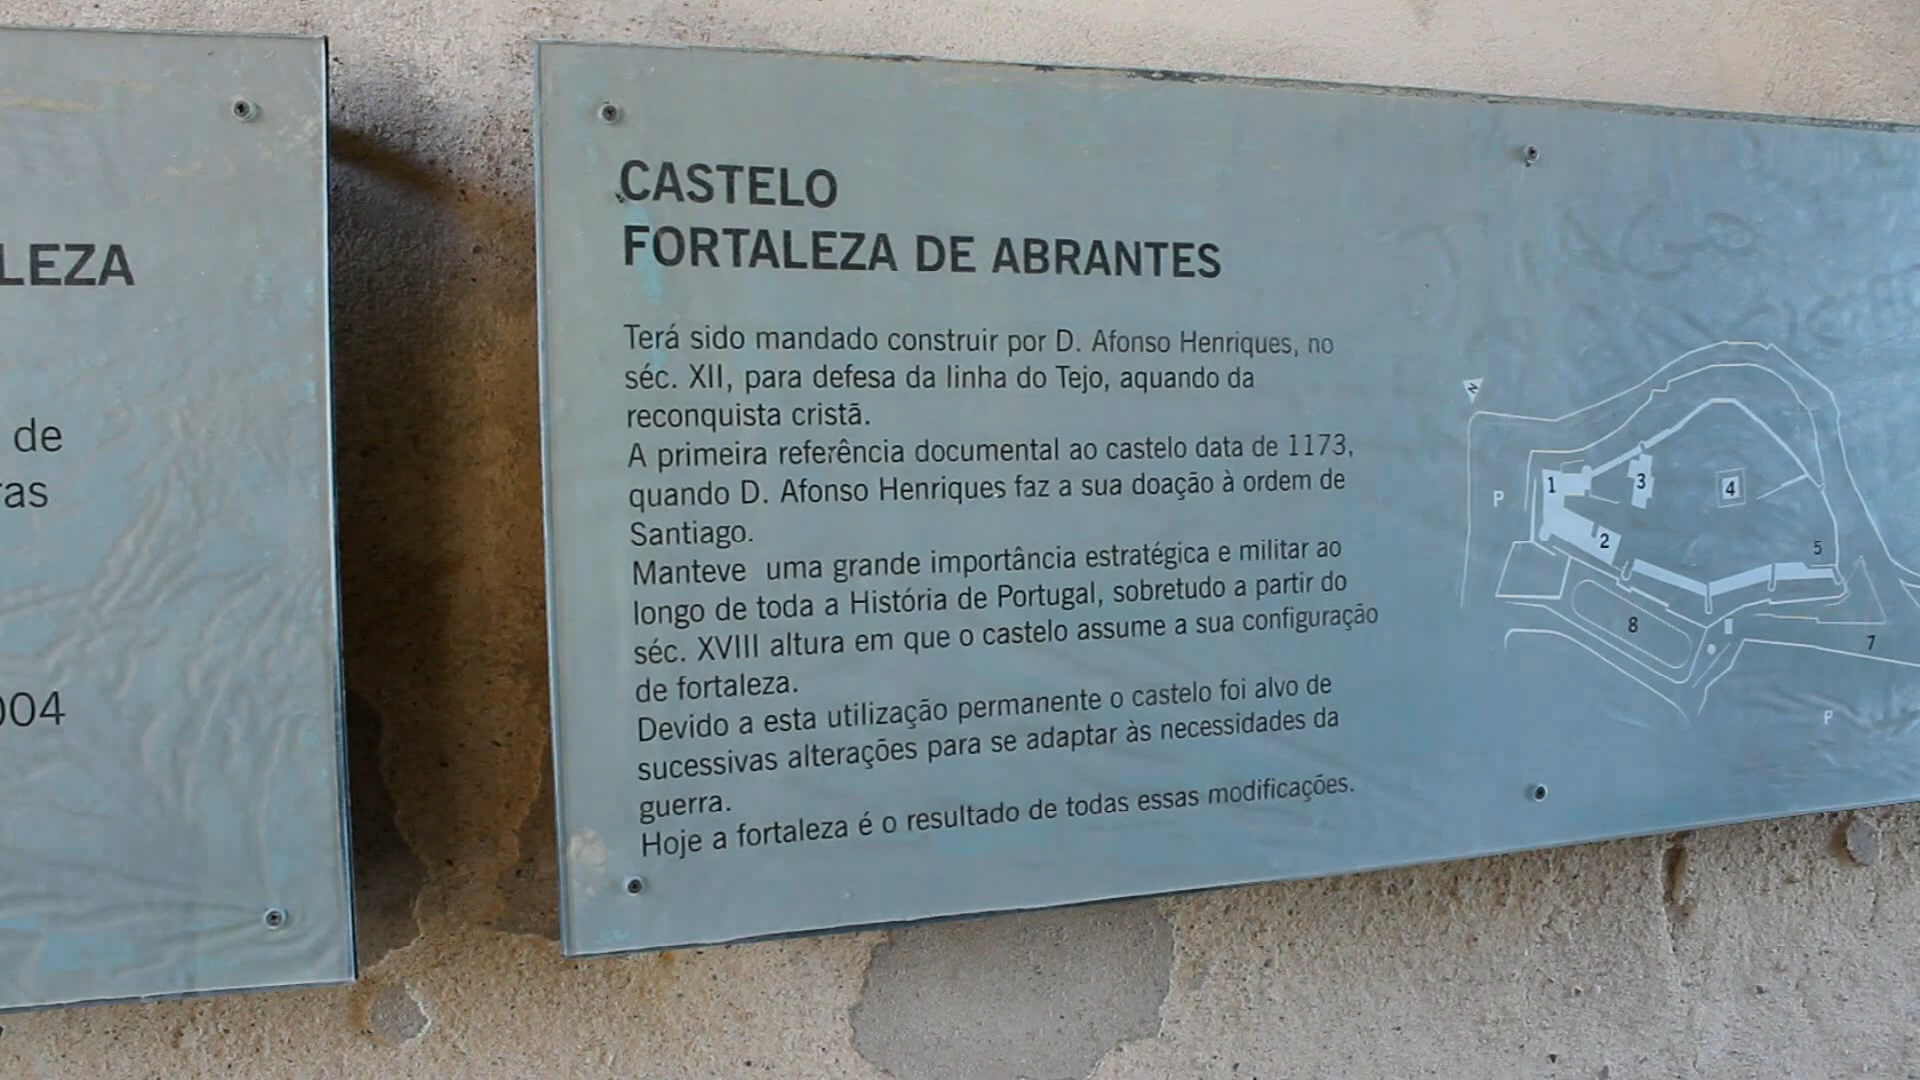 LEZA
de
ras
004
CASTELO
FORTALEZA DE ABRANTES
Terá sido mandado construir por D. Afonso Henriques, no
séc. XII, para defesa da linha do Tejo, aquando da
reconquista cristã.
A primeira referência documental ao castelo data de 1173,
quando D. Afonso Henriques faz a sua doação à ordem de
Santiago.
Manteve uma grande importância estratégica e militar ao
longo de toda a História de Portugal, sobretudo a partir do
séc. XVIII altura em que o castelo assume a sua configuração
de fortaleza.
Devido a esta utilização permanente o castelo foi alvo de
sucessivas alterações para se adaptar às necessidades da
guerra.
Hoje a fortaleza é o resultado de todas essas modificações.
N
P
1
3
4
2
5
8
7
P